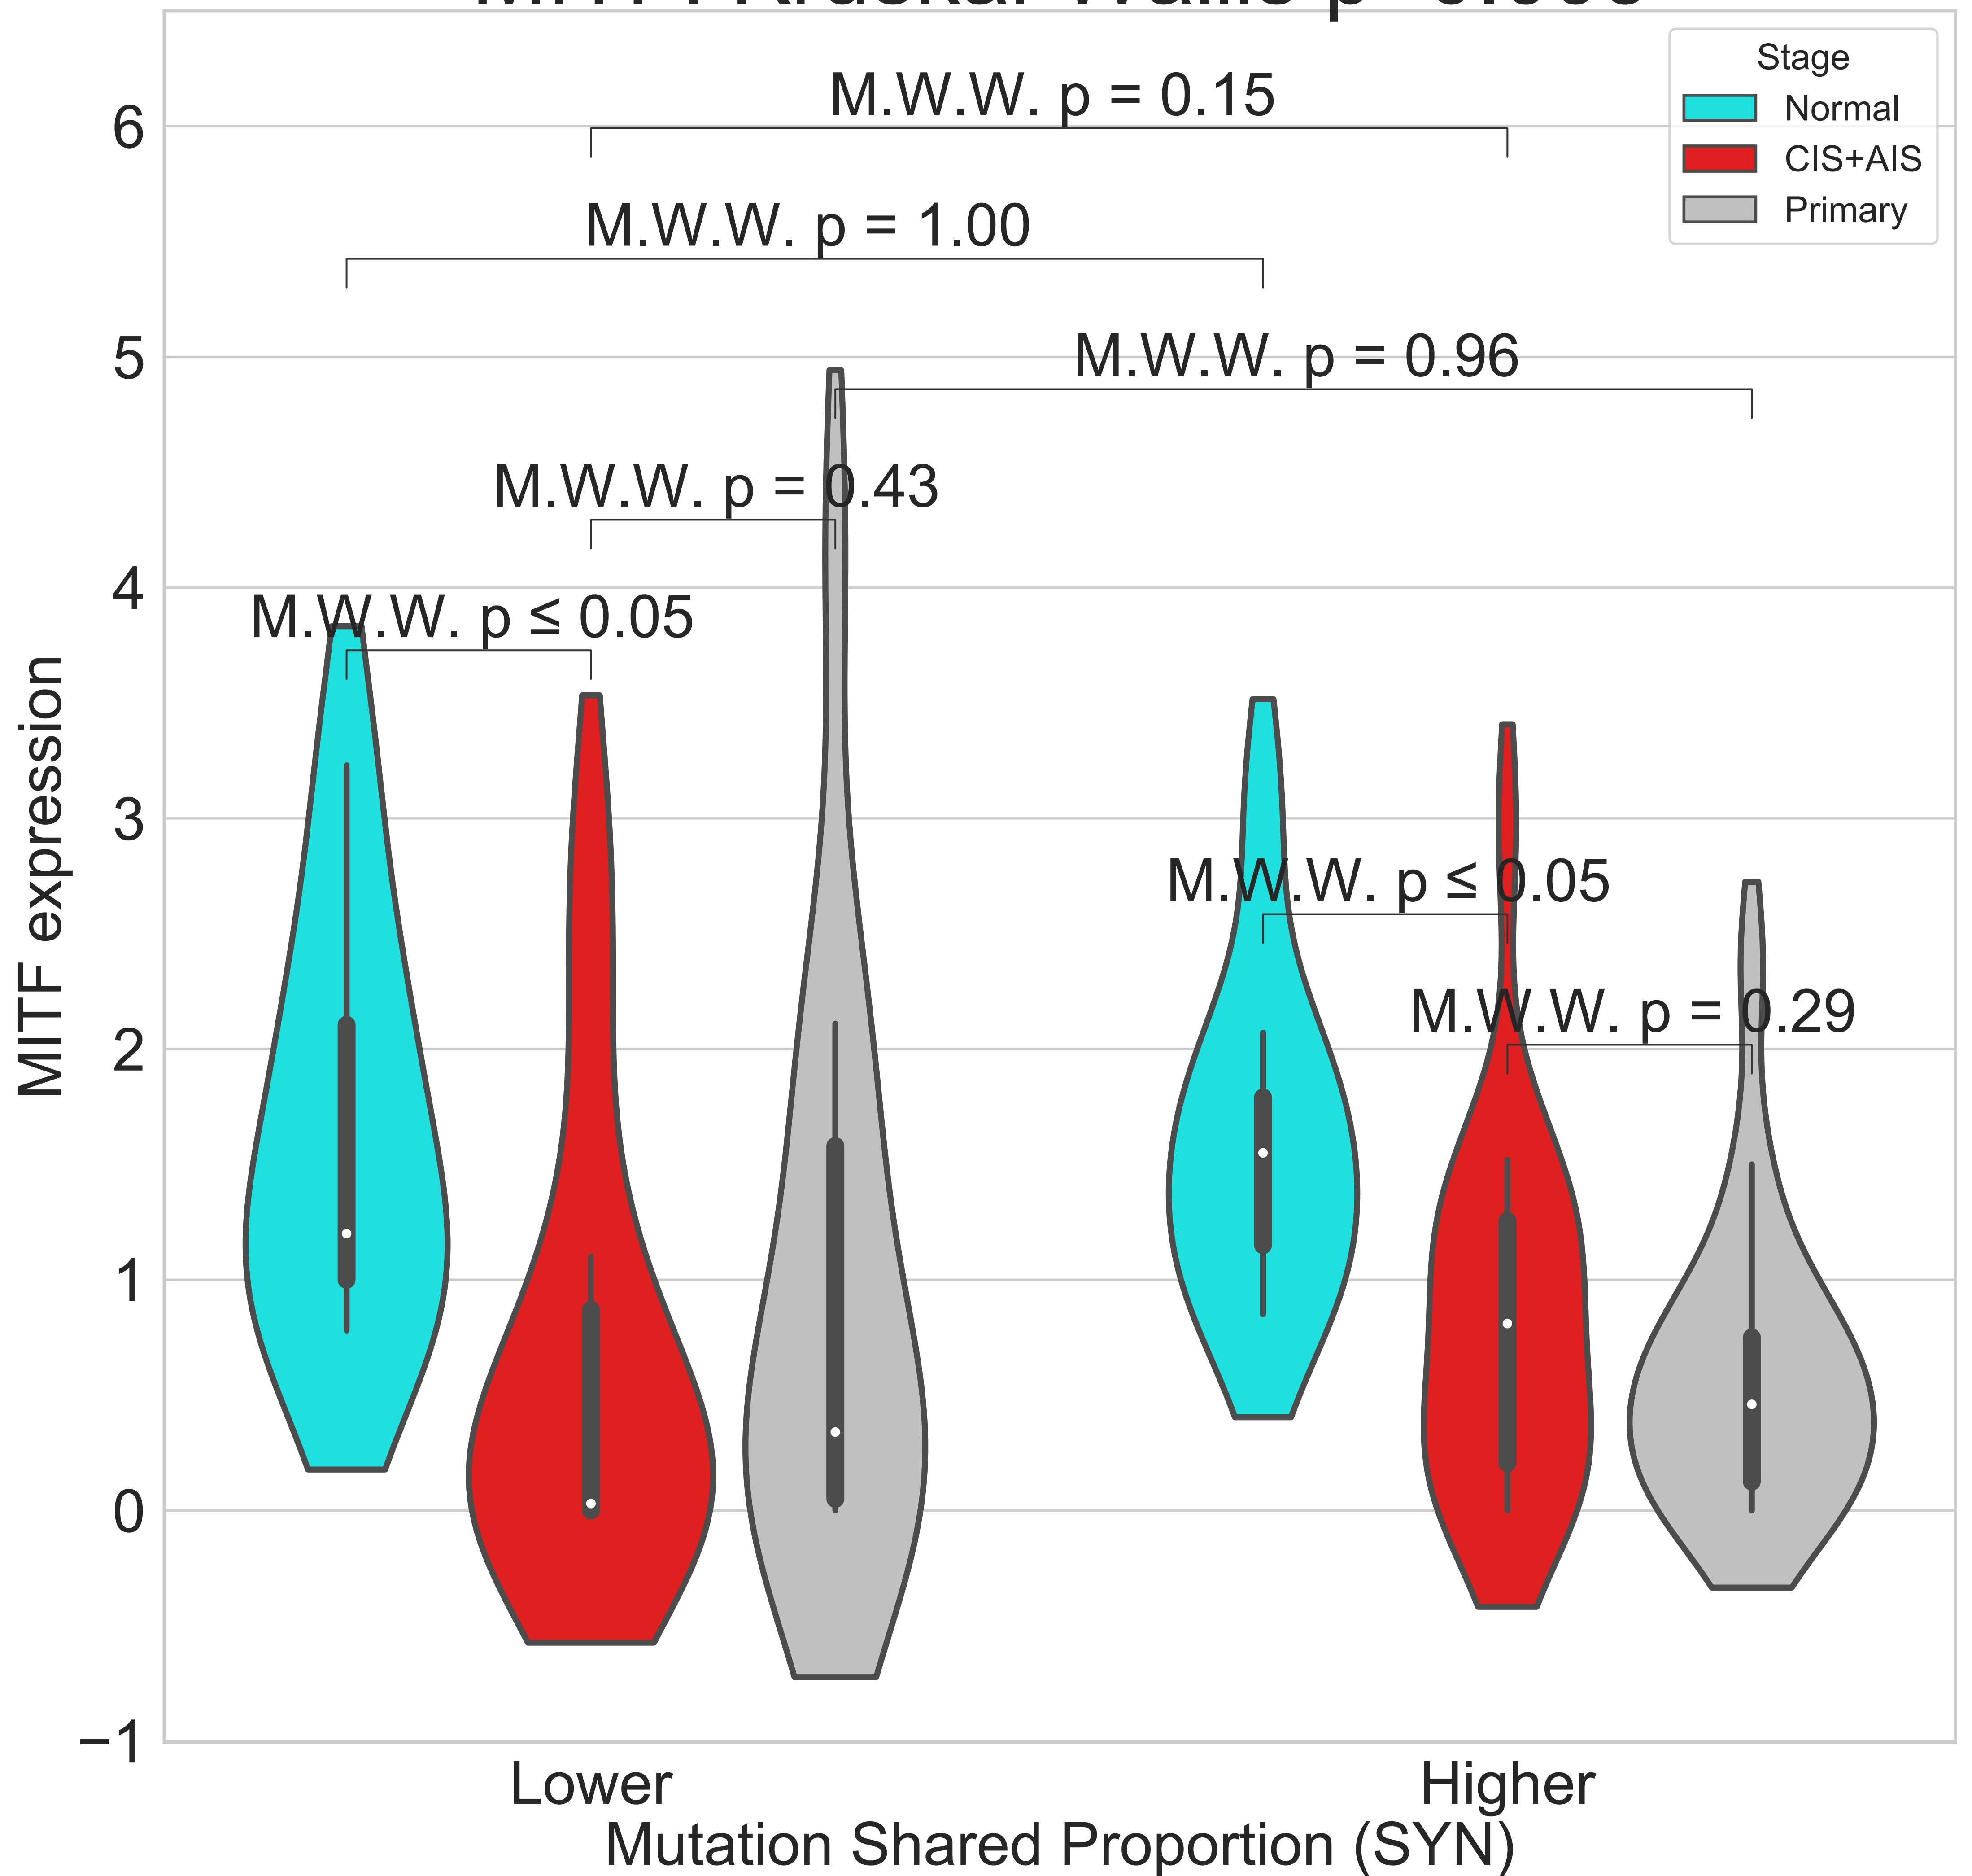 Stage
Normal
CIS+AIS
Primary
M.W.W. p = 0.15
M.W.W. p = 1.00
M.W.W. p = 0.96
M.W.W. p = 0.43
M.W.W. p ≤ 0.05
M.W.W. p ≤ 0.05
M.W.W. p = 0.29
6
5
4
3
2
1
0
−1
MITF expression
Lower
Higher
Mutation Shared Proportion (SYN)